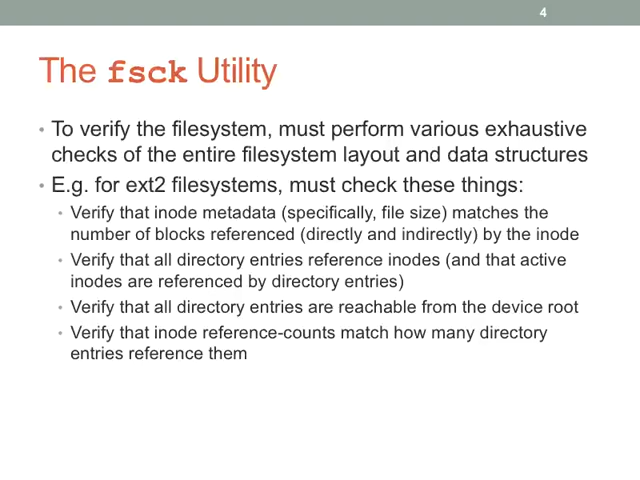 4
The fsck Utility
• To verify the filesystem, must perform various exhaustive
checks of the entire filesystem layout and data structures
• E.g. for ext2 filesystems, must check these things:
• Verify that inode metadata (specifically, file size) matches the
number of blocks referenced (directly and indirectly) by the inode
• Verify that all directory entries reference inodes (and that active
inodes are referenced by directory entries)
• Verify that all directory entries are reachable from the device root
• Verify that inode reference-counts match how many directory
entries reference them